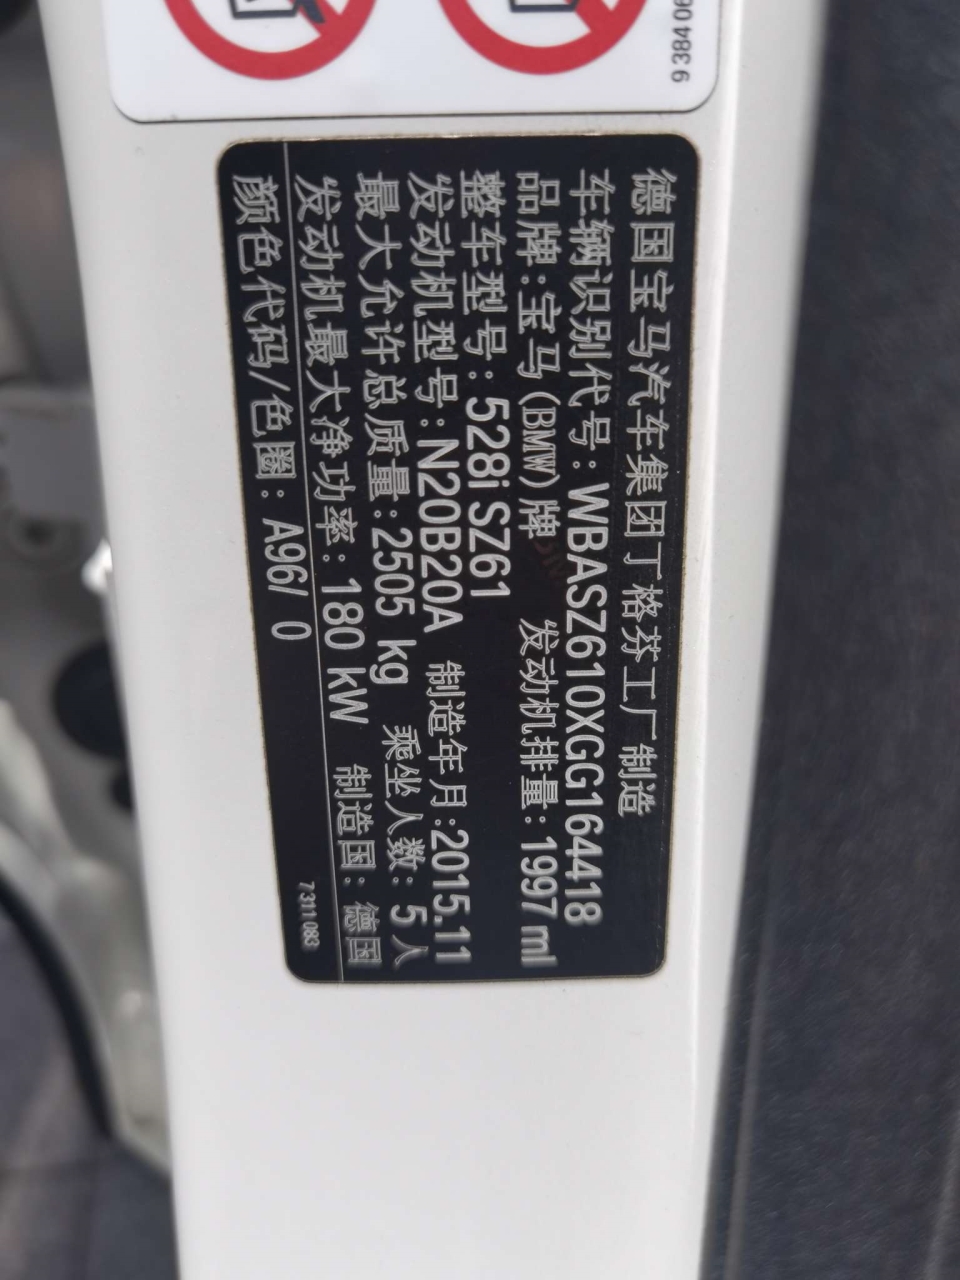 9 384 06
德国宝马汽车集团丁格芬工厂制造
车辆识别代号:WBASZ610XGG164418
品牌:宝马(BMW)牌 发动机排量:1997 ml
整车型号:528i SZ61
发动机型号:N20B20A 制造年月:2015.11
最大允许总质量:2505 kg 乘坐人数:5人
发动机最大净功率:180 kW 制造国:德国
颜色代码/色圈:A96/ 0
7 311 083